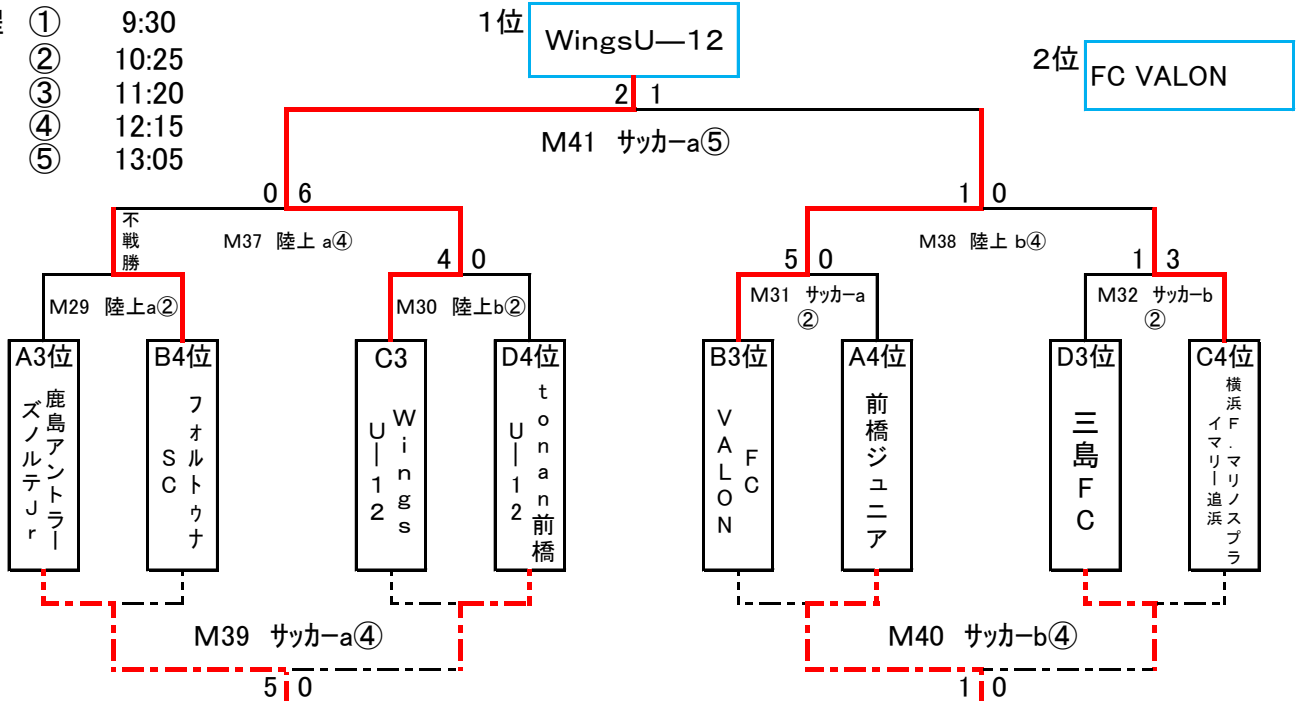 ① 9:30
② 10:25
③ 11:20
④ 12:15
⑤ 13:05
1位
WingsU―12
2位
FC VALON
2 1
M41 サッカーa⑤
0 6
1 0
不戦勝
M37 陸上 a④
M38 陸上 b④
4 0
5 0
1 3
M29 陸上a②
M30 陸上b②
M31 サッカーa②
M32 サッカーb②
A3位
鹿島アントラー
ズノルテJr
B4位
フォルトゥナ
SC
C3
Wings
U―12
D4位
tonan前橋
U―12
B3位
FC
VALON
A4位
前橋ジュニア
D3位
三島FC
C4位
横浜F.マリノスプラ
イマリー追浜
M39 サッカーa④
M40 サッカーb④
5 0
1 0